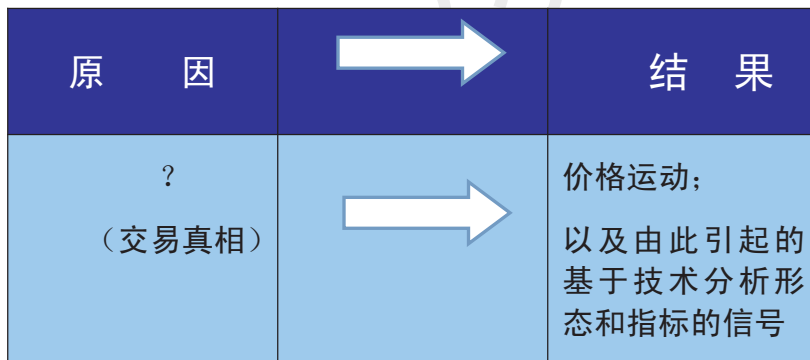 原 因
结 果
?
(交易真相)
价格运动;
以及由此引起的
基于技术分析形
态和指标的信号